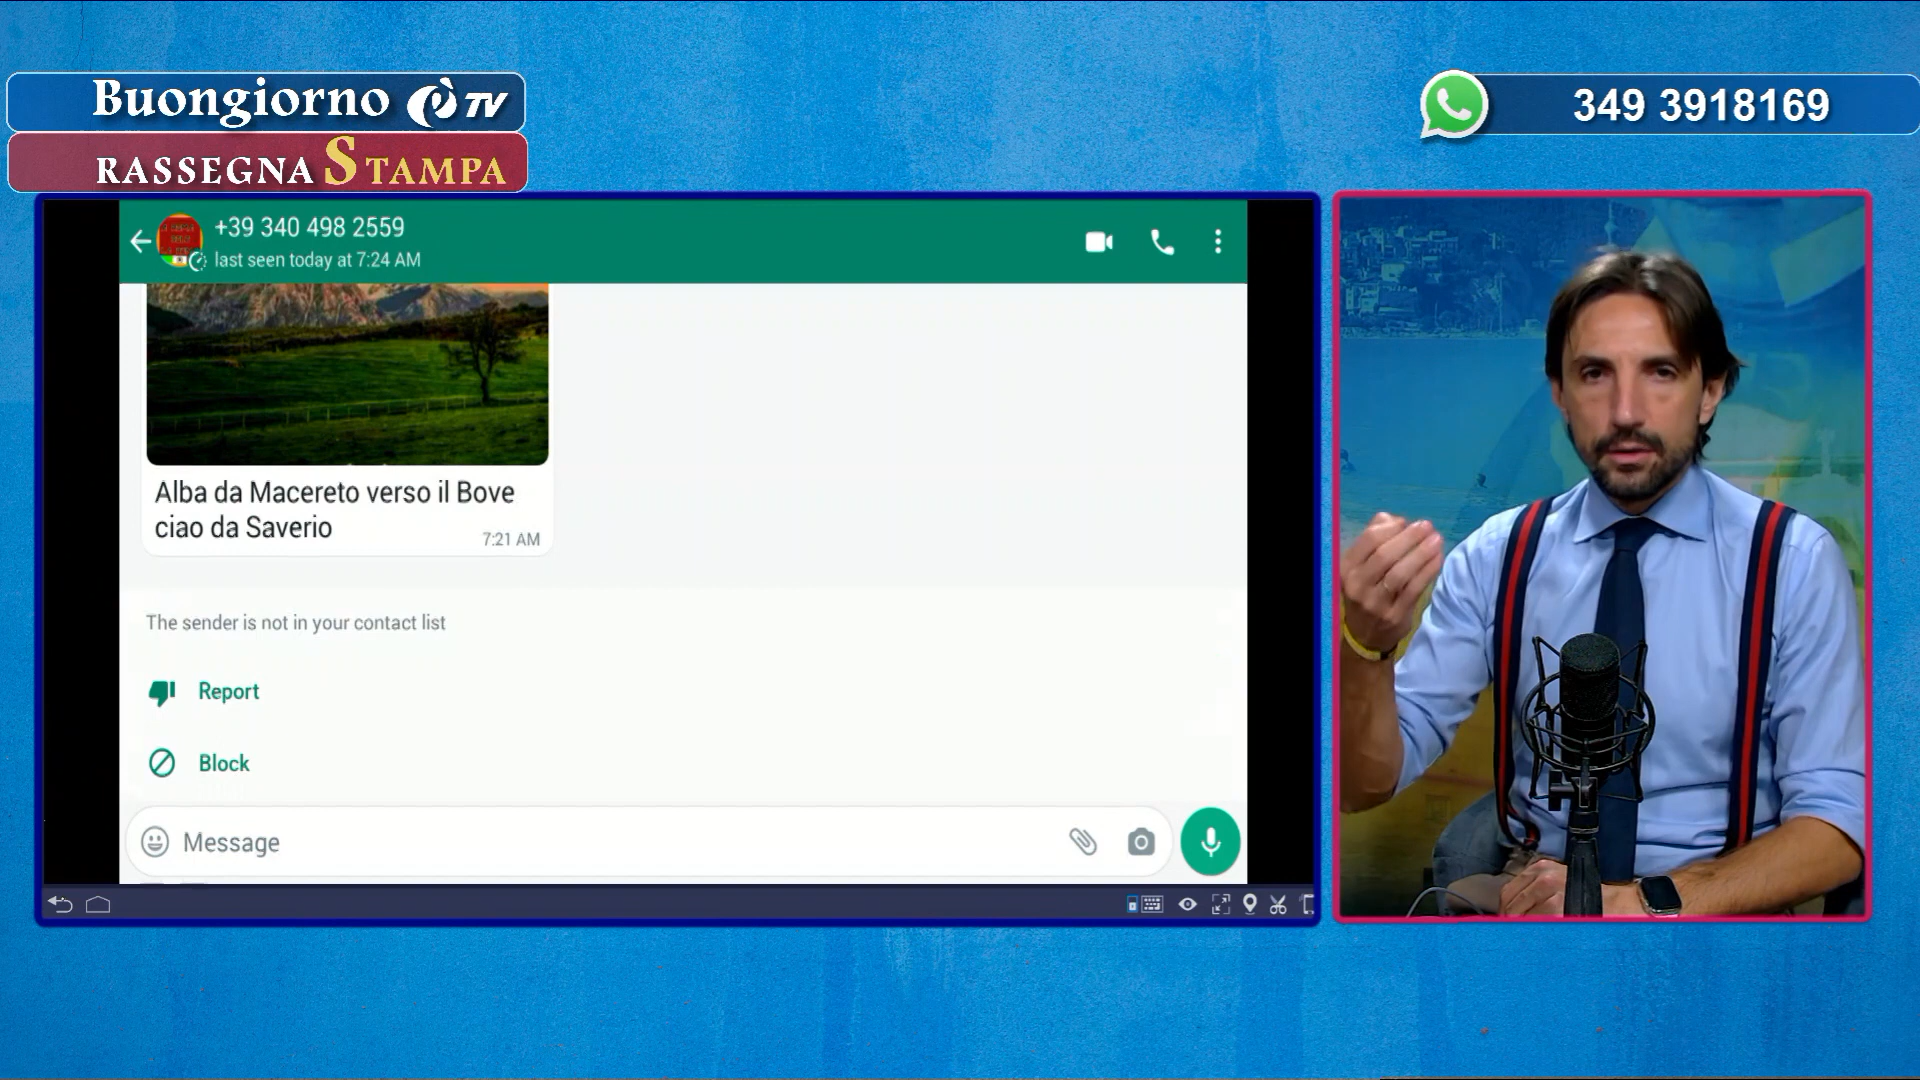 Buongiorno è TV
RASSEGNA STAMPA
349 3918169
+39 340 498 2559
last seen today at 7:24 AM
Alba da Macereto verso il Bove
ciao da Saverio
7:21 AM
The sender is not in your contact list
Report
Block
Message